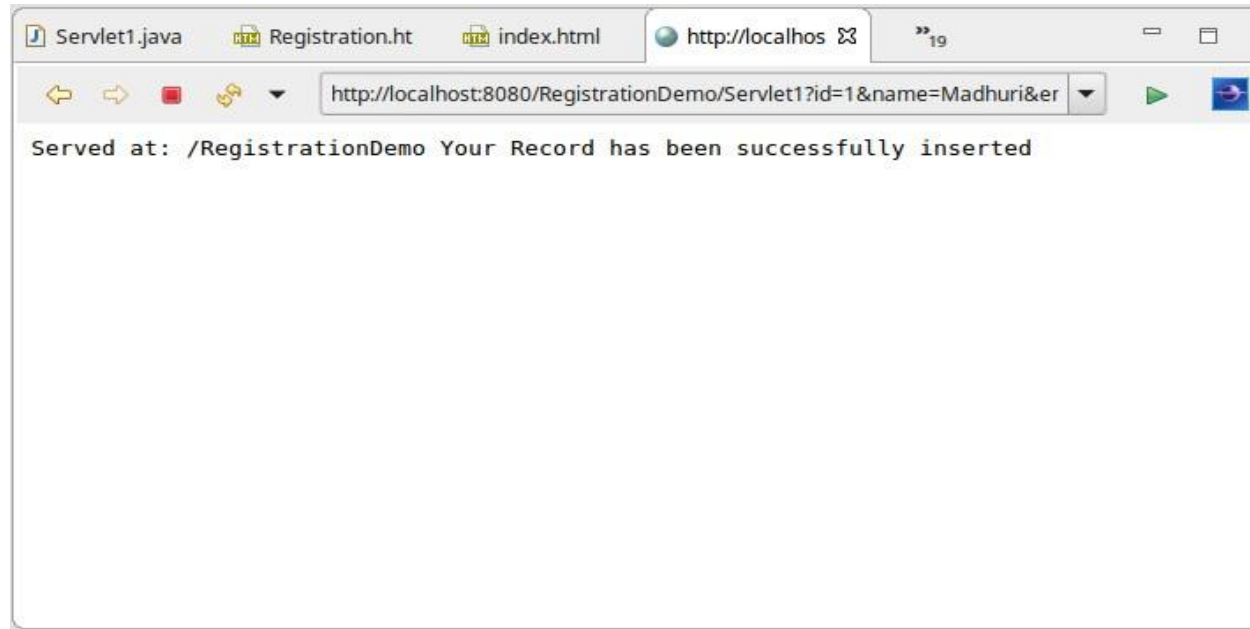 Servlet1.java Registration.ht index.html http://localhos »19
http://localhost:8080/RegistrationDemo/Servlet1?id=1&name=Madhuri&er
Served at: /RegistrationDemo Your Record has been successfully inserted